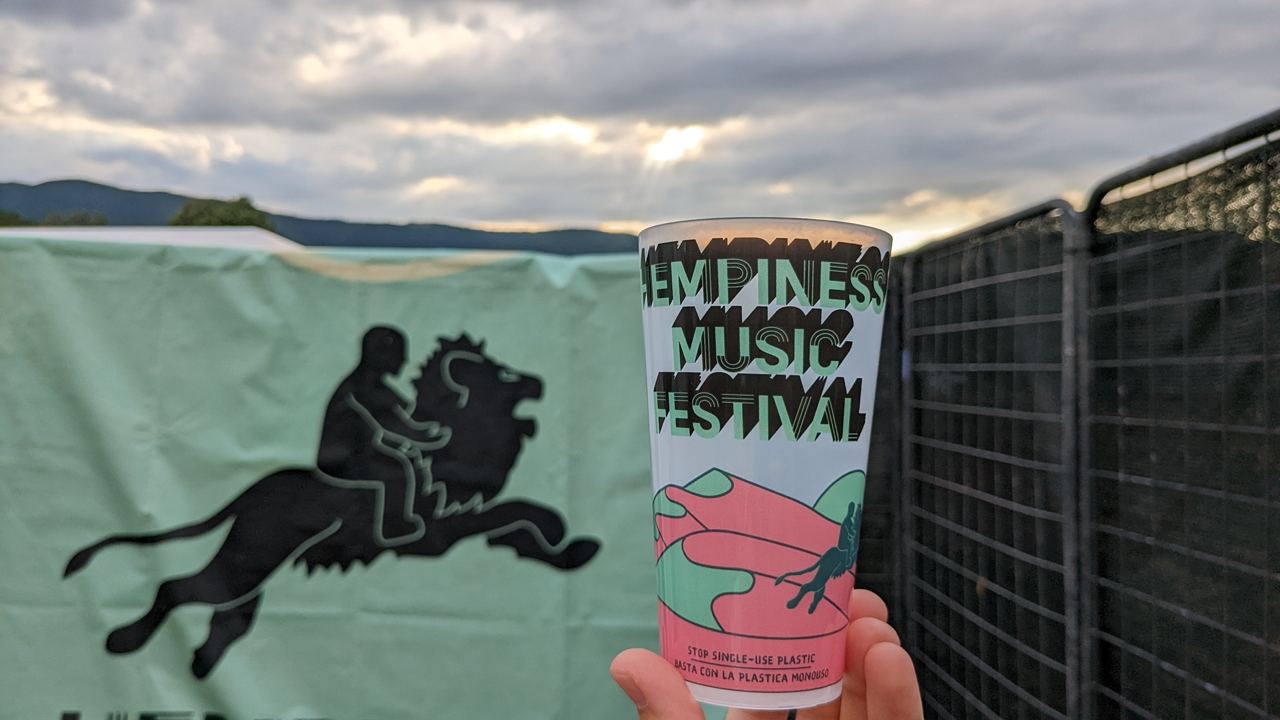 HEMPINESS
MUSIC
FESTIVAL
STOP SINGLE-USE PLASTIC
BASTA CON LA PLASTICA MONOUSO